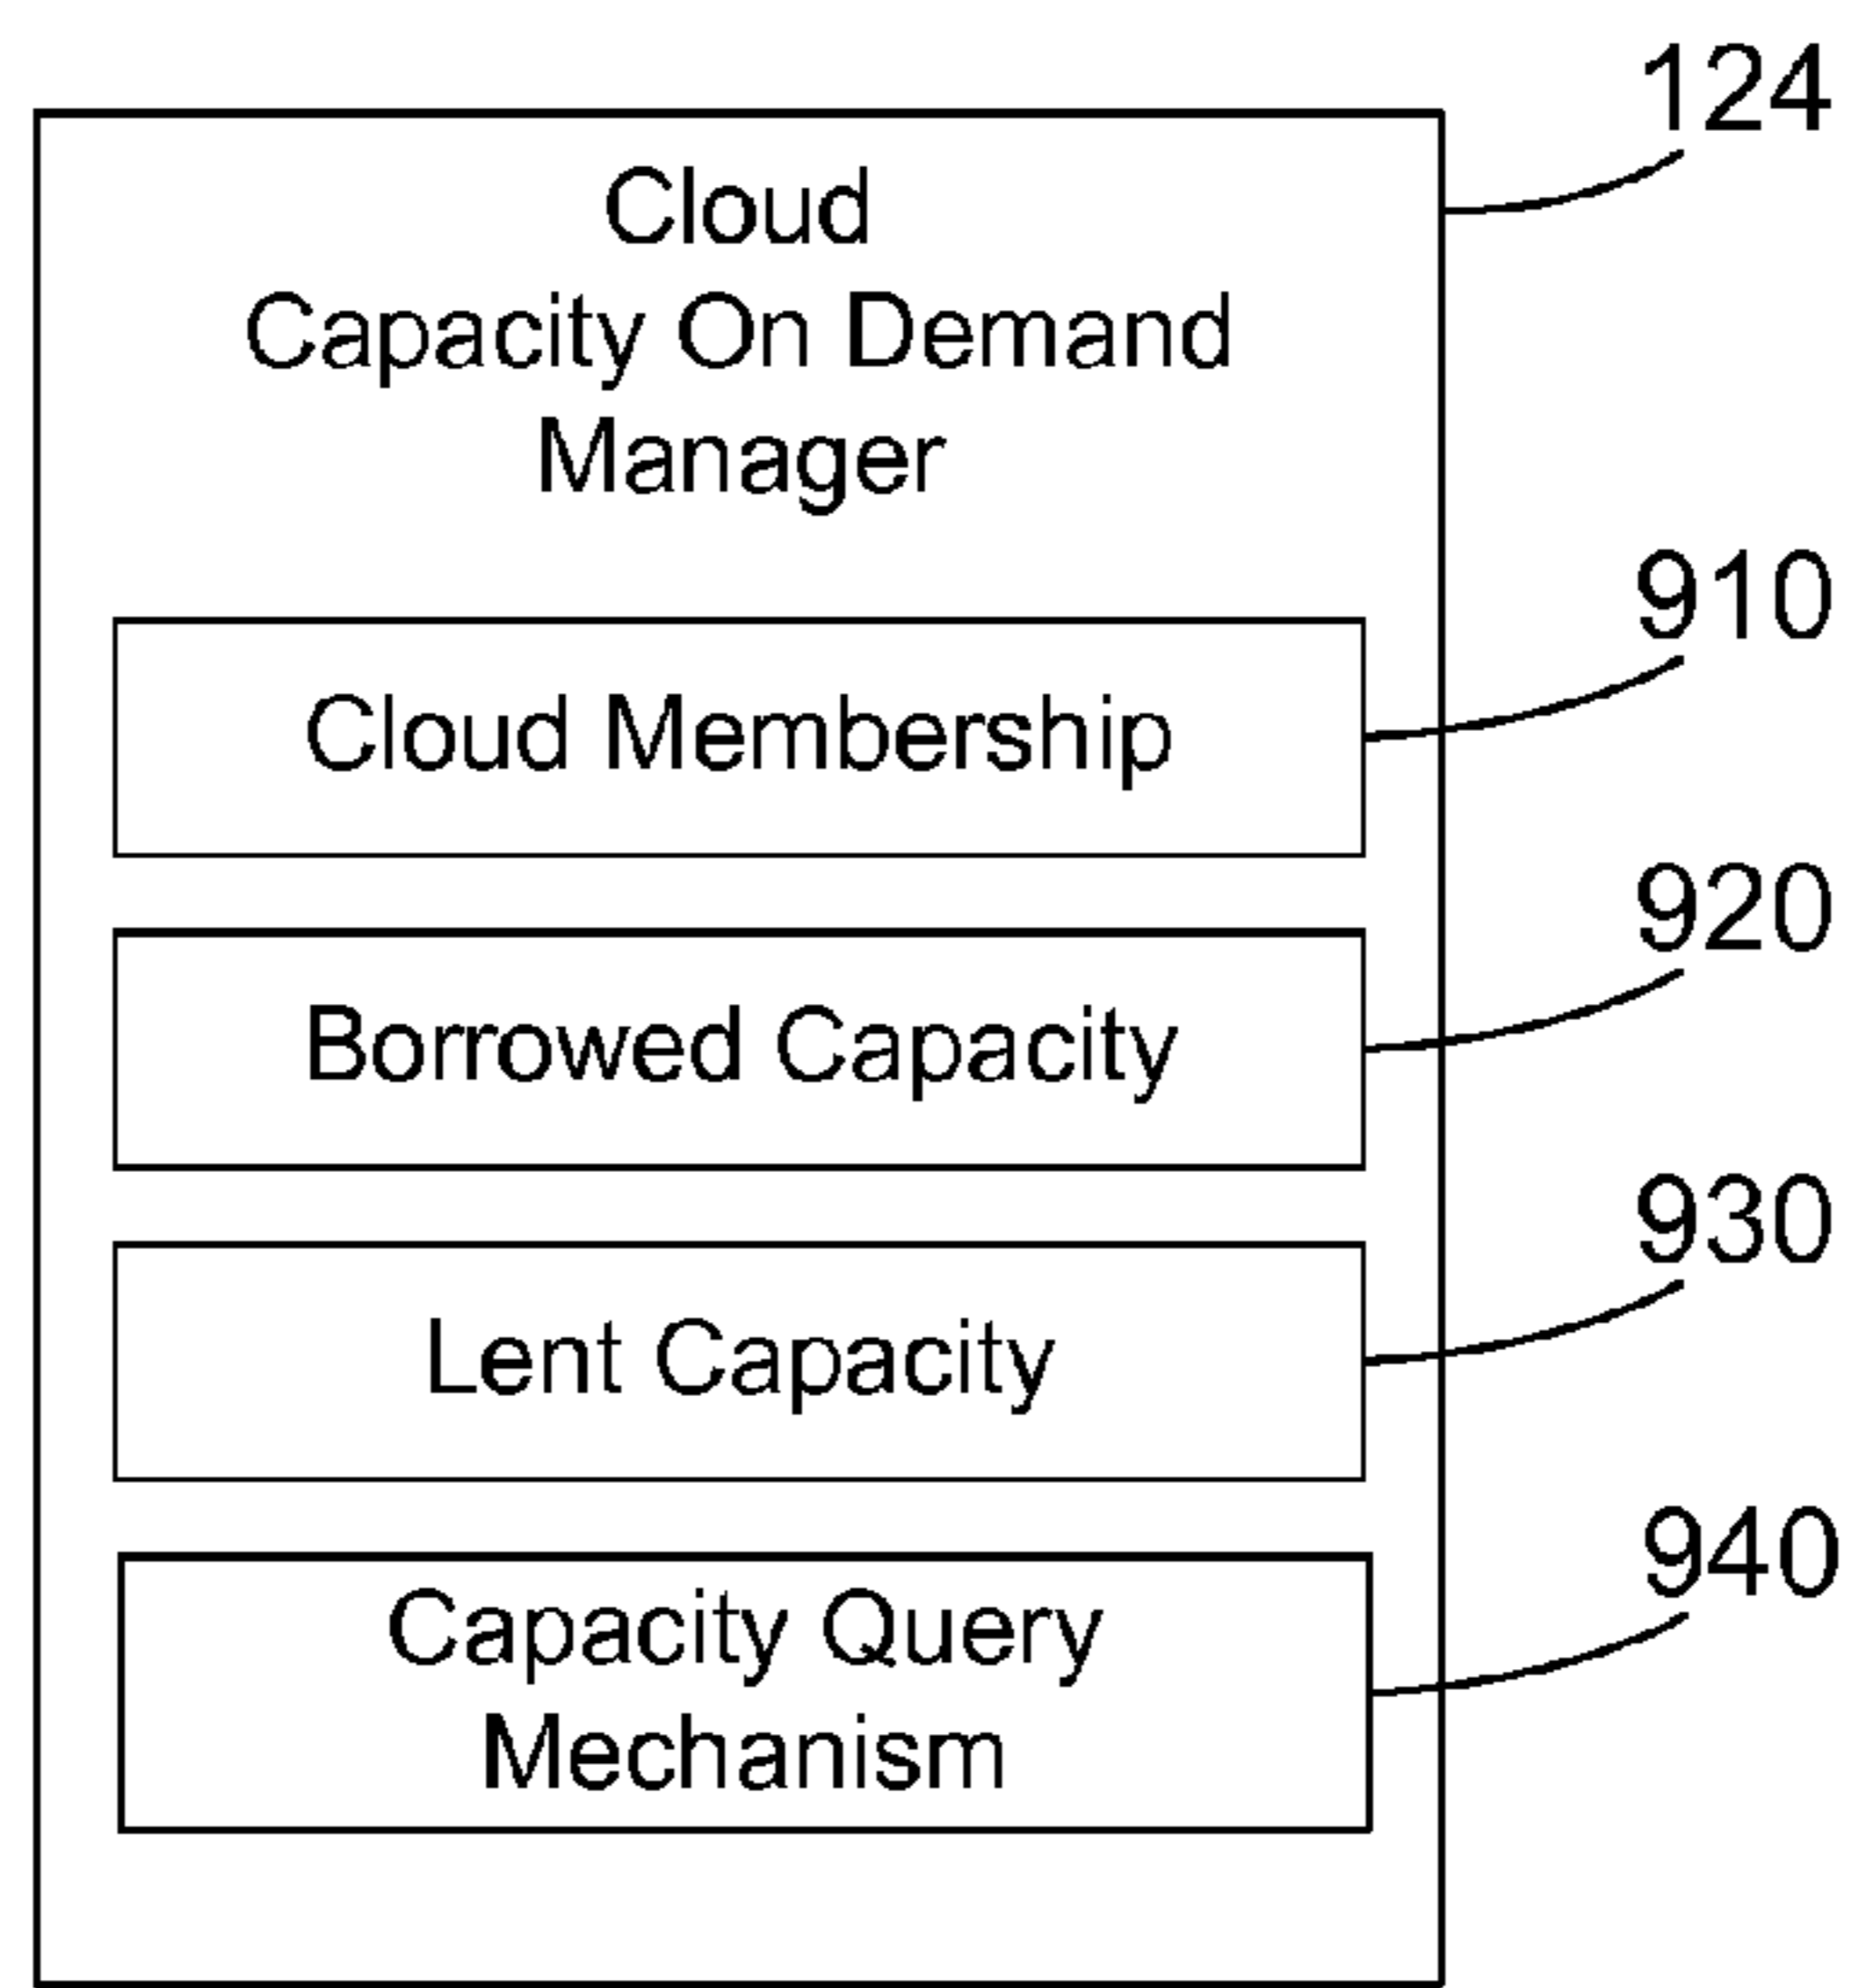 124
Cloud
Capacity On Demand
Manager
910
Cloud Membership
920
Borrowed Capacity
930
Lent Capacity
940
Capacity Query
Mechanism